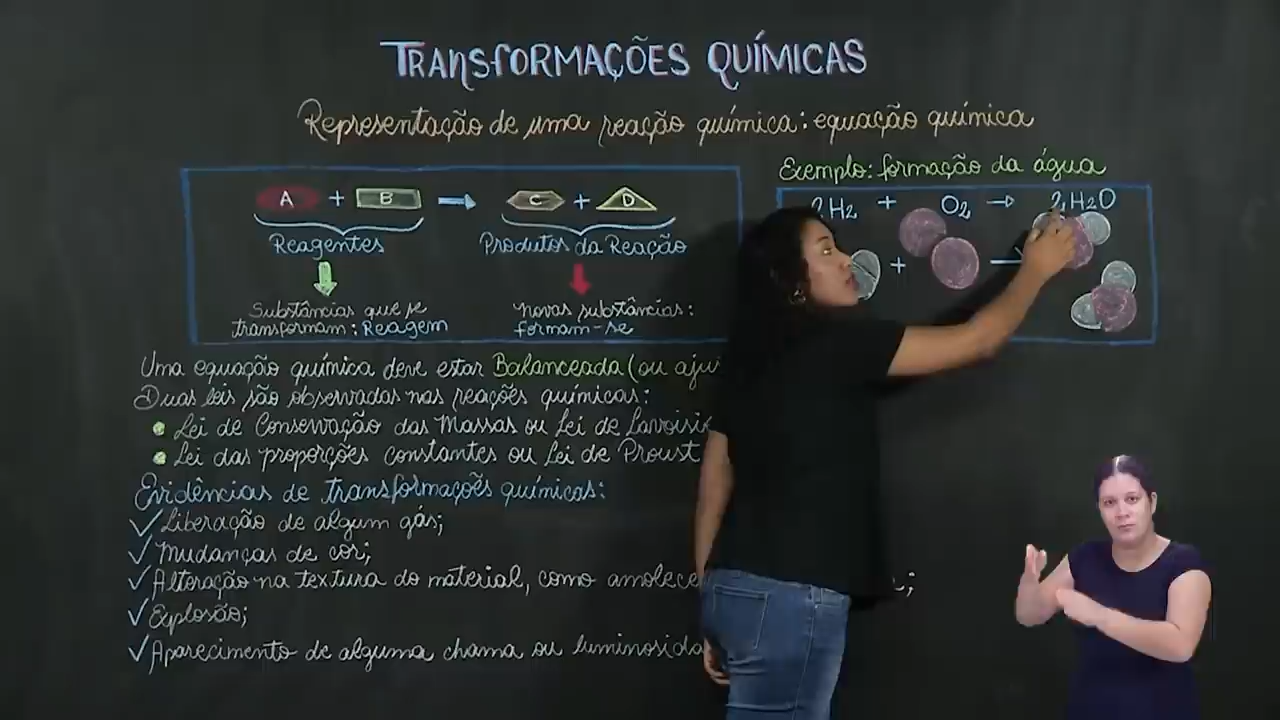 TRANSFORMAÇÕES QUÍMICAS
Representação de uma reação química: equação química
A + B → C + D
Reagentes
Produtos da Reação
Substâncias que se
transformam: Reagem
novas substâncias:
formam-se
Exemplo: formação da água
2H2 + O2 → 2H2O
+ →
Uma equação química deve estar Balanceada (ou
Duas leis são observadas nas reações químicas:
Lei de Conservação das Massas ou Lei de
Lei das proporções constantes ou Lei de Proust
Evidências de transformações químicas:
✓ Liberação de algum gás;
✓ Mudanças de cor;
✓ Alteração na textura do material, como
✓ Explosão;
✓ Aparecimento de alguma chama ou